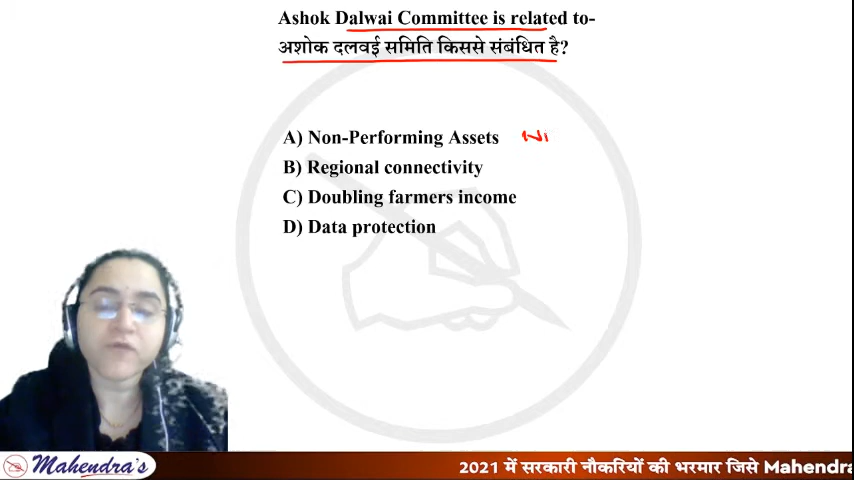 Ashok Dalwai Committee is related to-
अशोक दलवई समिति किससे संबंधित है?
A) Non-Performing Assets
B) Regional connectivity
C) Doubling farmers income
D) Data protection
Mahendra's
2021 में सरकारी नौकरियों की भरमार जिसे Mahendra